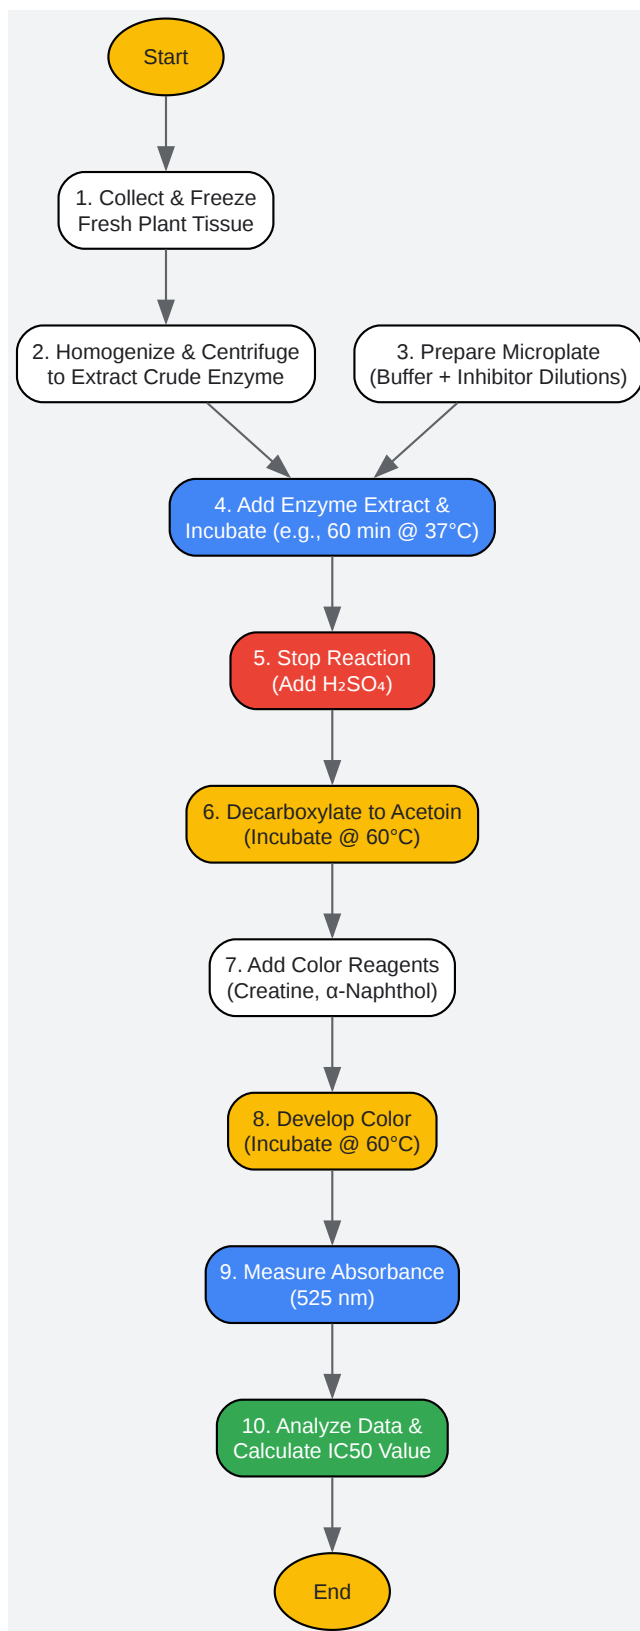 Start
1. Collect & Freeze
Fresh Plant Tissue
2. Homogenize & Centrifuge
to Extract Crude Enzyme
3. Prepare Microplate
(Buffer + Inhibitor Dilutions)
4. Add Enzyme Extract &
Incubate (e.g., 60 min @ 37°C)
5. Stop Reaction
(Add H₂SO₄)
6. Decarboxylate to Acetoin
(Incubate @ 60°C)
7. Add Color Reagents
(Creatine, α-Naphthol)
8. Develop Color
(Incubate @ 60°C)
9. Measure Absorbance
(525 nm)
10. Analyze Data &
Calculate IC50 Value
End